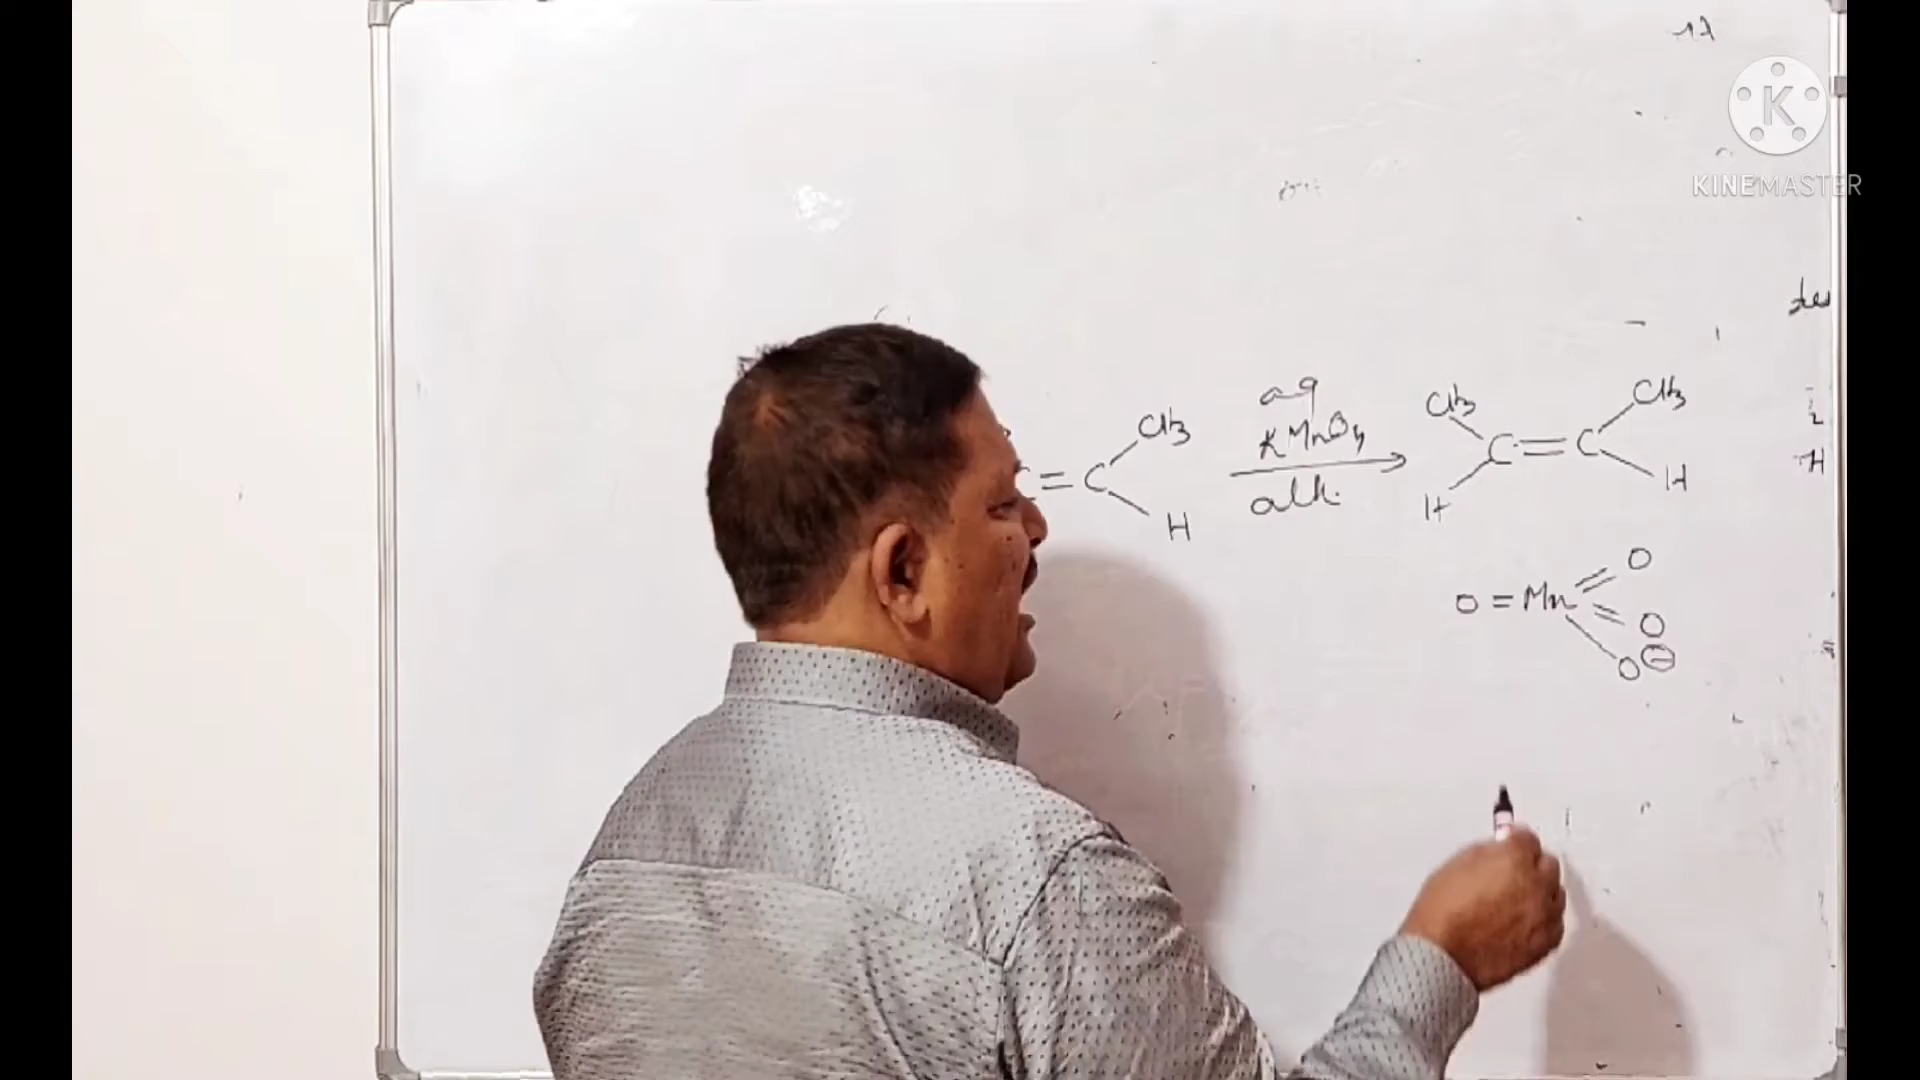 KINEMASTER
aq
KMnO4
alk.
CH3
= C
H
CH3 CH3
C = C
H H
O = Mn
O
O
O ⊖
H